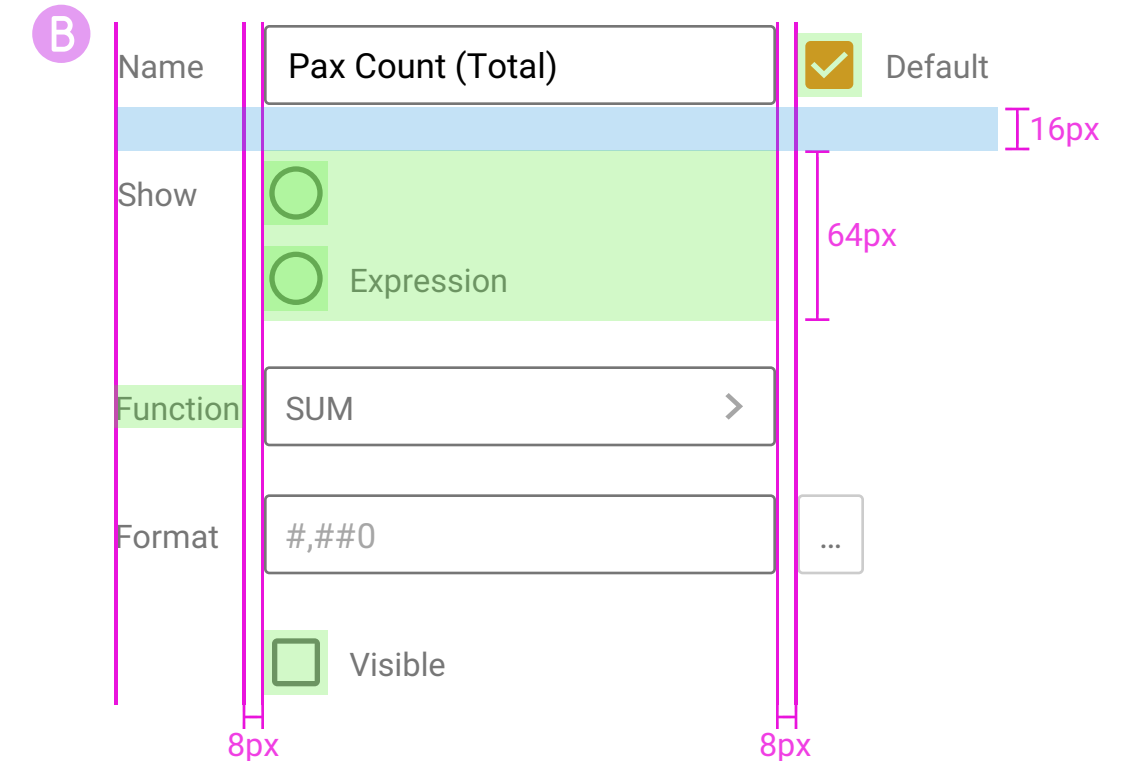 B
Name Pax Count (Total) Default
16px
Show
64px
Expression
Function SUM
Format #,##0 ...
Visible
8px 8px